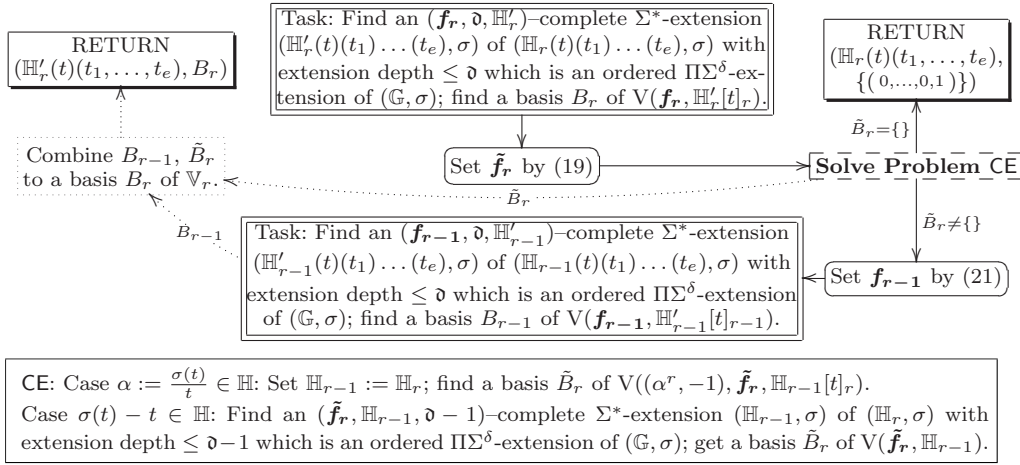 Task: Find an (𝒇ᵣ, 𝔡, ℍ′ᵣ)–complete Σ*-extension
(ℍ′ᵣ(t)(t₁) … (tₑ), σ) of (ℍᵣ(t)(t₁) … (tₑ), σ) with
extension depth ≤ 𝔡 which is an ordered ΠΣ^δ-ex-
tension of (𝔾, σ); find a basis Bᵣ of V(𝒇ᵣ, ℍ′ᵣ[t]ᵣ).
RETURN
(ℍ′ᵣ(t)(t₁, … , tₑ), Bᵣ)
RETURN
(ℍᵣ(t)(t₁, … , tₑ),
{( 0,...,0,1 )})
B̃ᵣ={}
Combine Bᵣ₋₁, B̃ᵣ
to a basis Bᵣ of 𝕍ᵣ.
Set 𝒇̃ᵣ by (19)
Solve Problem CE
B̃ᵣ
Bᵣ₋₁
B̃ᵣ≠{}
Task: Find an (𝒇ᵣ₋₁, 𝔡, ℍ′ᵣ₋₁)–complete Σ*-extension
(ℍ′ᵣ₋₁(t)(t₁) … (tₑ), σ) of (ℍᵣ₋₁(t)(t₁) … (tₑ), σ) with
extension depth ≤ 𝔡 which is an ordered ΠΣ^δ-extension
of (𝔾, σ); find a basis Bᵣ₋₁ of V(𝒇ᵣ₋₁, ℍ′ᵣ₋₁[t]ᵣ₋₁).
Set 𝒇ᵣ₋₁ by (21)
CE: Case α := σ(t)/t ∈ ℍ: Set ℍᵣ₋₁ := ℍᵣ; find a basis B̃ᵣ of V((αʳ, −1), 𝒇̃ᵣ, ℍᵣ₋₁[t]ᵣ).
Case σ(t) − t ∈ ℍ: Find an (𝒇̃ᵣ, ℍᵣ₋₁, 𝔡 − 1)–complete Σ*-extension (ℍᵣ₋₁, σ) of (ℍᵣ, σ) with
extension depth ≤ 𝔡−1 which is an ordered ΠΣ^δ-extension of (𝔾, σ); get a basis B̃ᵣ of V(𝒇̃ᵣ, ℍᵣ₋₁).